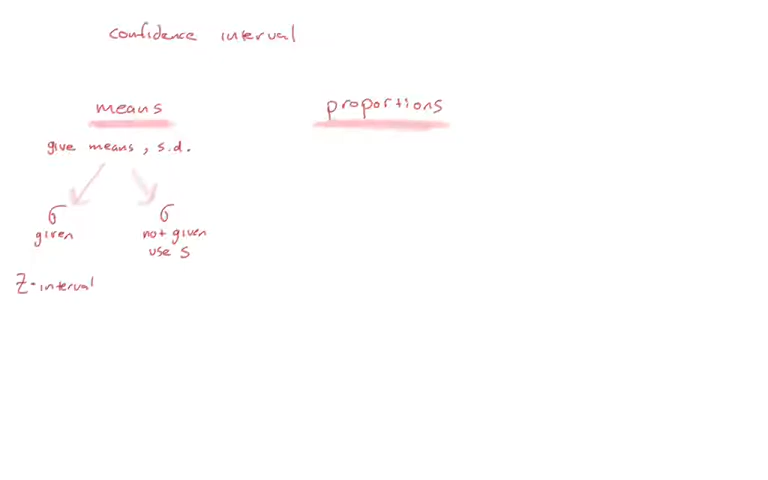 confidence interval
means
proportions
give means, s.d.
σ
given
σ
not given
use s
Z-interval